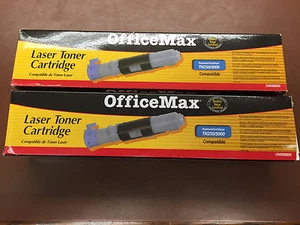 OfficeMax
Laser Toner
Cartridge
Compatible de Toner Laser
TN250/5000
Compatible
OfficeMax
Laser Toner
Cartridge
Compatible de Toner Laser
TN250/5000
Compatible